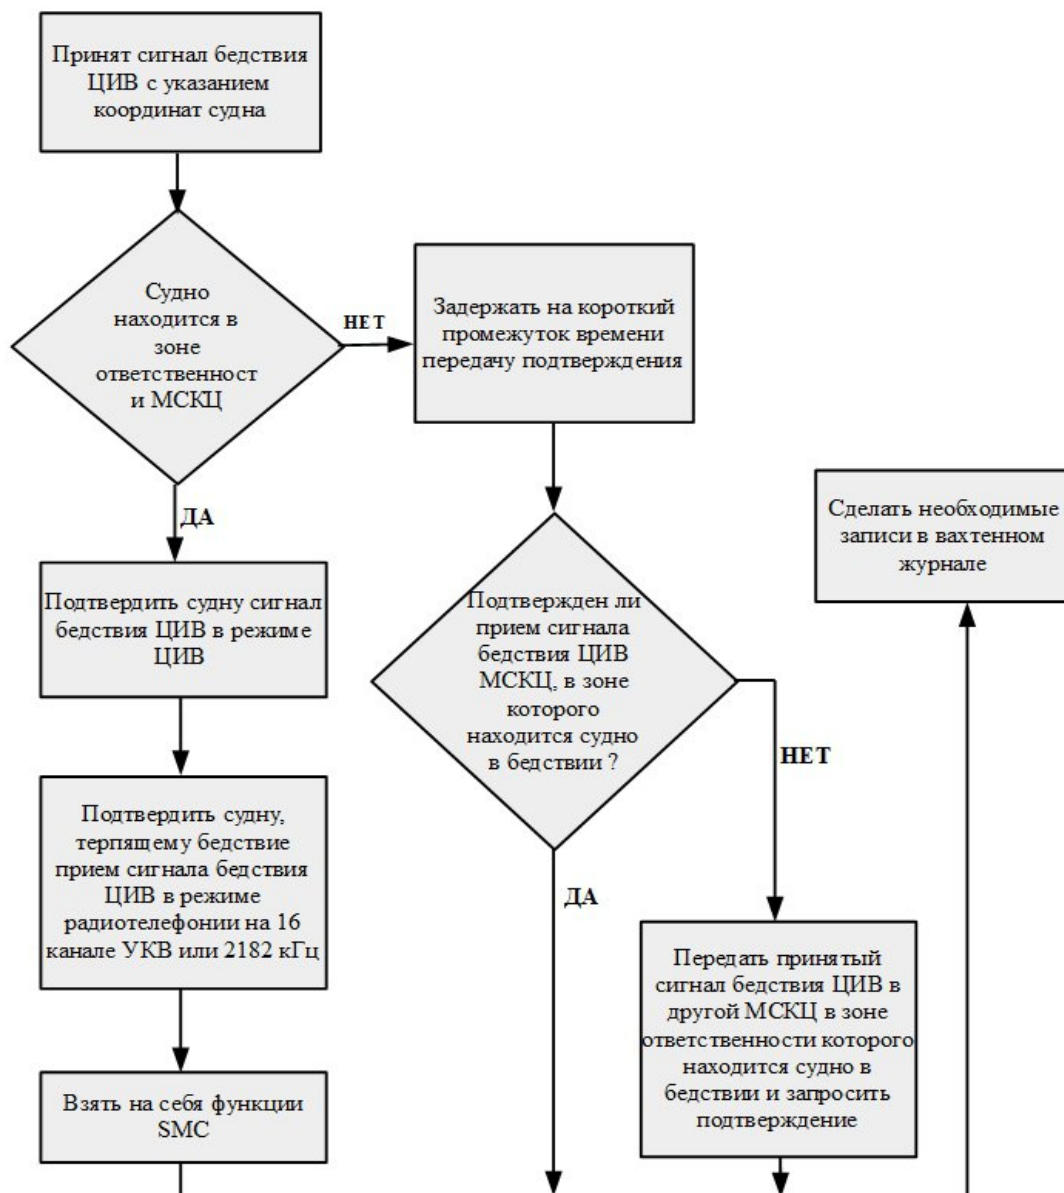 Принят сигнал бедствия
ЦИВ с указанием
координат судна
Судно
находится в
зоне
ответственност
и МСКЦ
НЕТ
Задержать на короткий
промежуток времени
передачу подтверждения
ДА
Подтвердить судну сигнал
бедствия ЦИВ в режиме
ЦИВ
Подтвержден ли
прием сигнала
бедствия ЦИВ
МСКЦ, в зоне
которого
находится судно
в бедствии ?
Сделать необходимые
записи в вахтенном
журнале
НЕТ
Подтвердить судну,
терпящему бедствие
прием сигнала бедствия
ЦИВ в режиме
радиотелефонии на 16
канале УКВ или 2182 кГц
ДА
Передать принятый
сигнал бедствия ЦИВ в
другой МСКЦ в зоне
ответственности которого
находится судно в
бедствии и запросить
подтверждение
Взять на себя функции
SMC